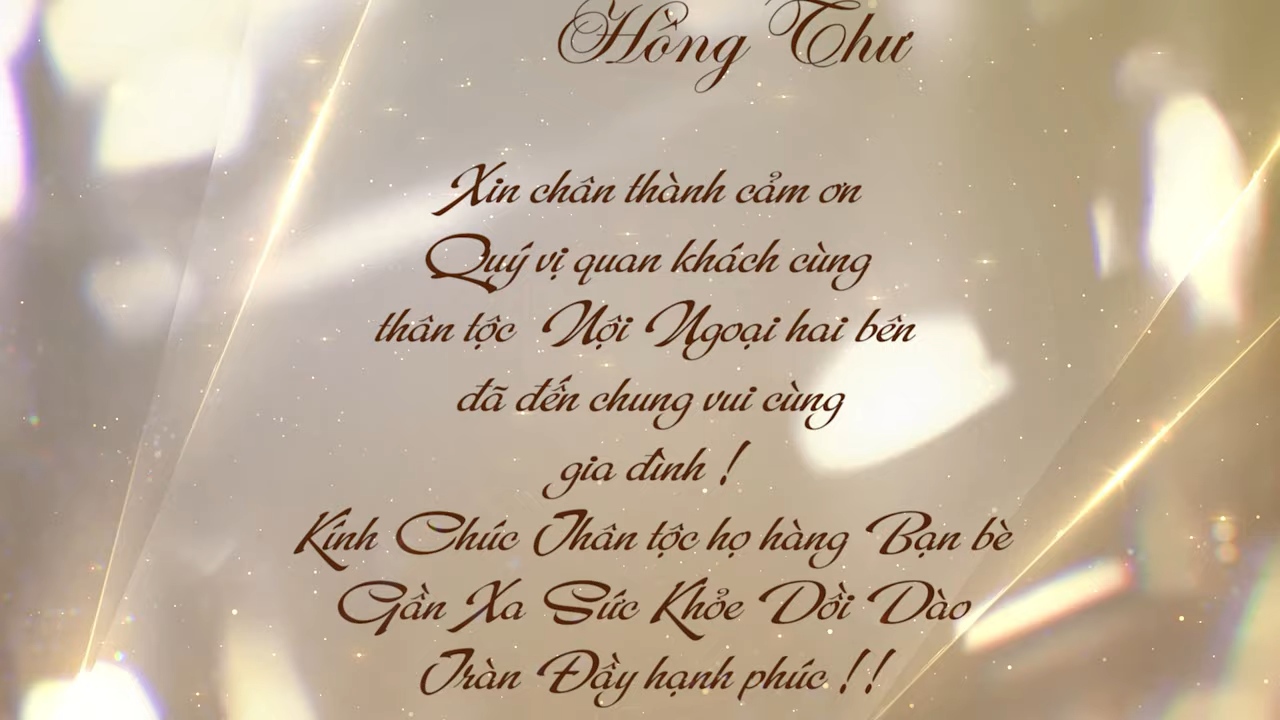 Hồng Thư
Xin chân thành cảm ơn
Quý vị quan khách cùng
thân tộc Nội Ngoại hai bên
đã đến chung vui cùng
gia đình !
Kính Chúc Thân tộc họ hàng Bạn bè
Gần Xa Sức Khỏe Dồi Dào
Tràn Đầy hạnh phúc ! !